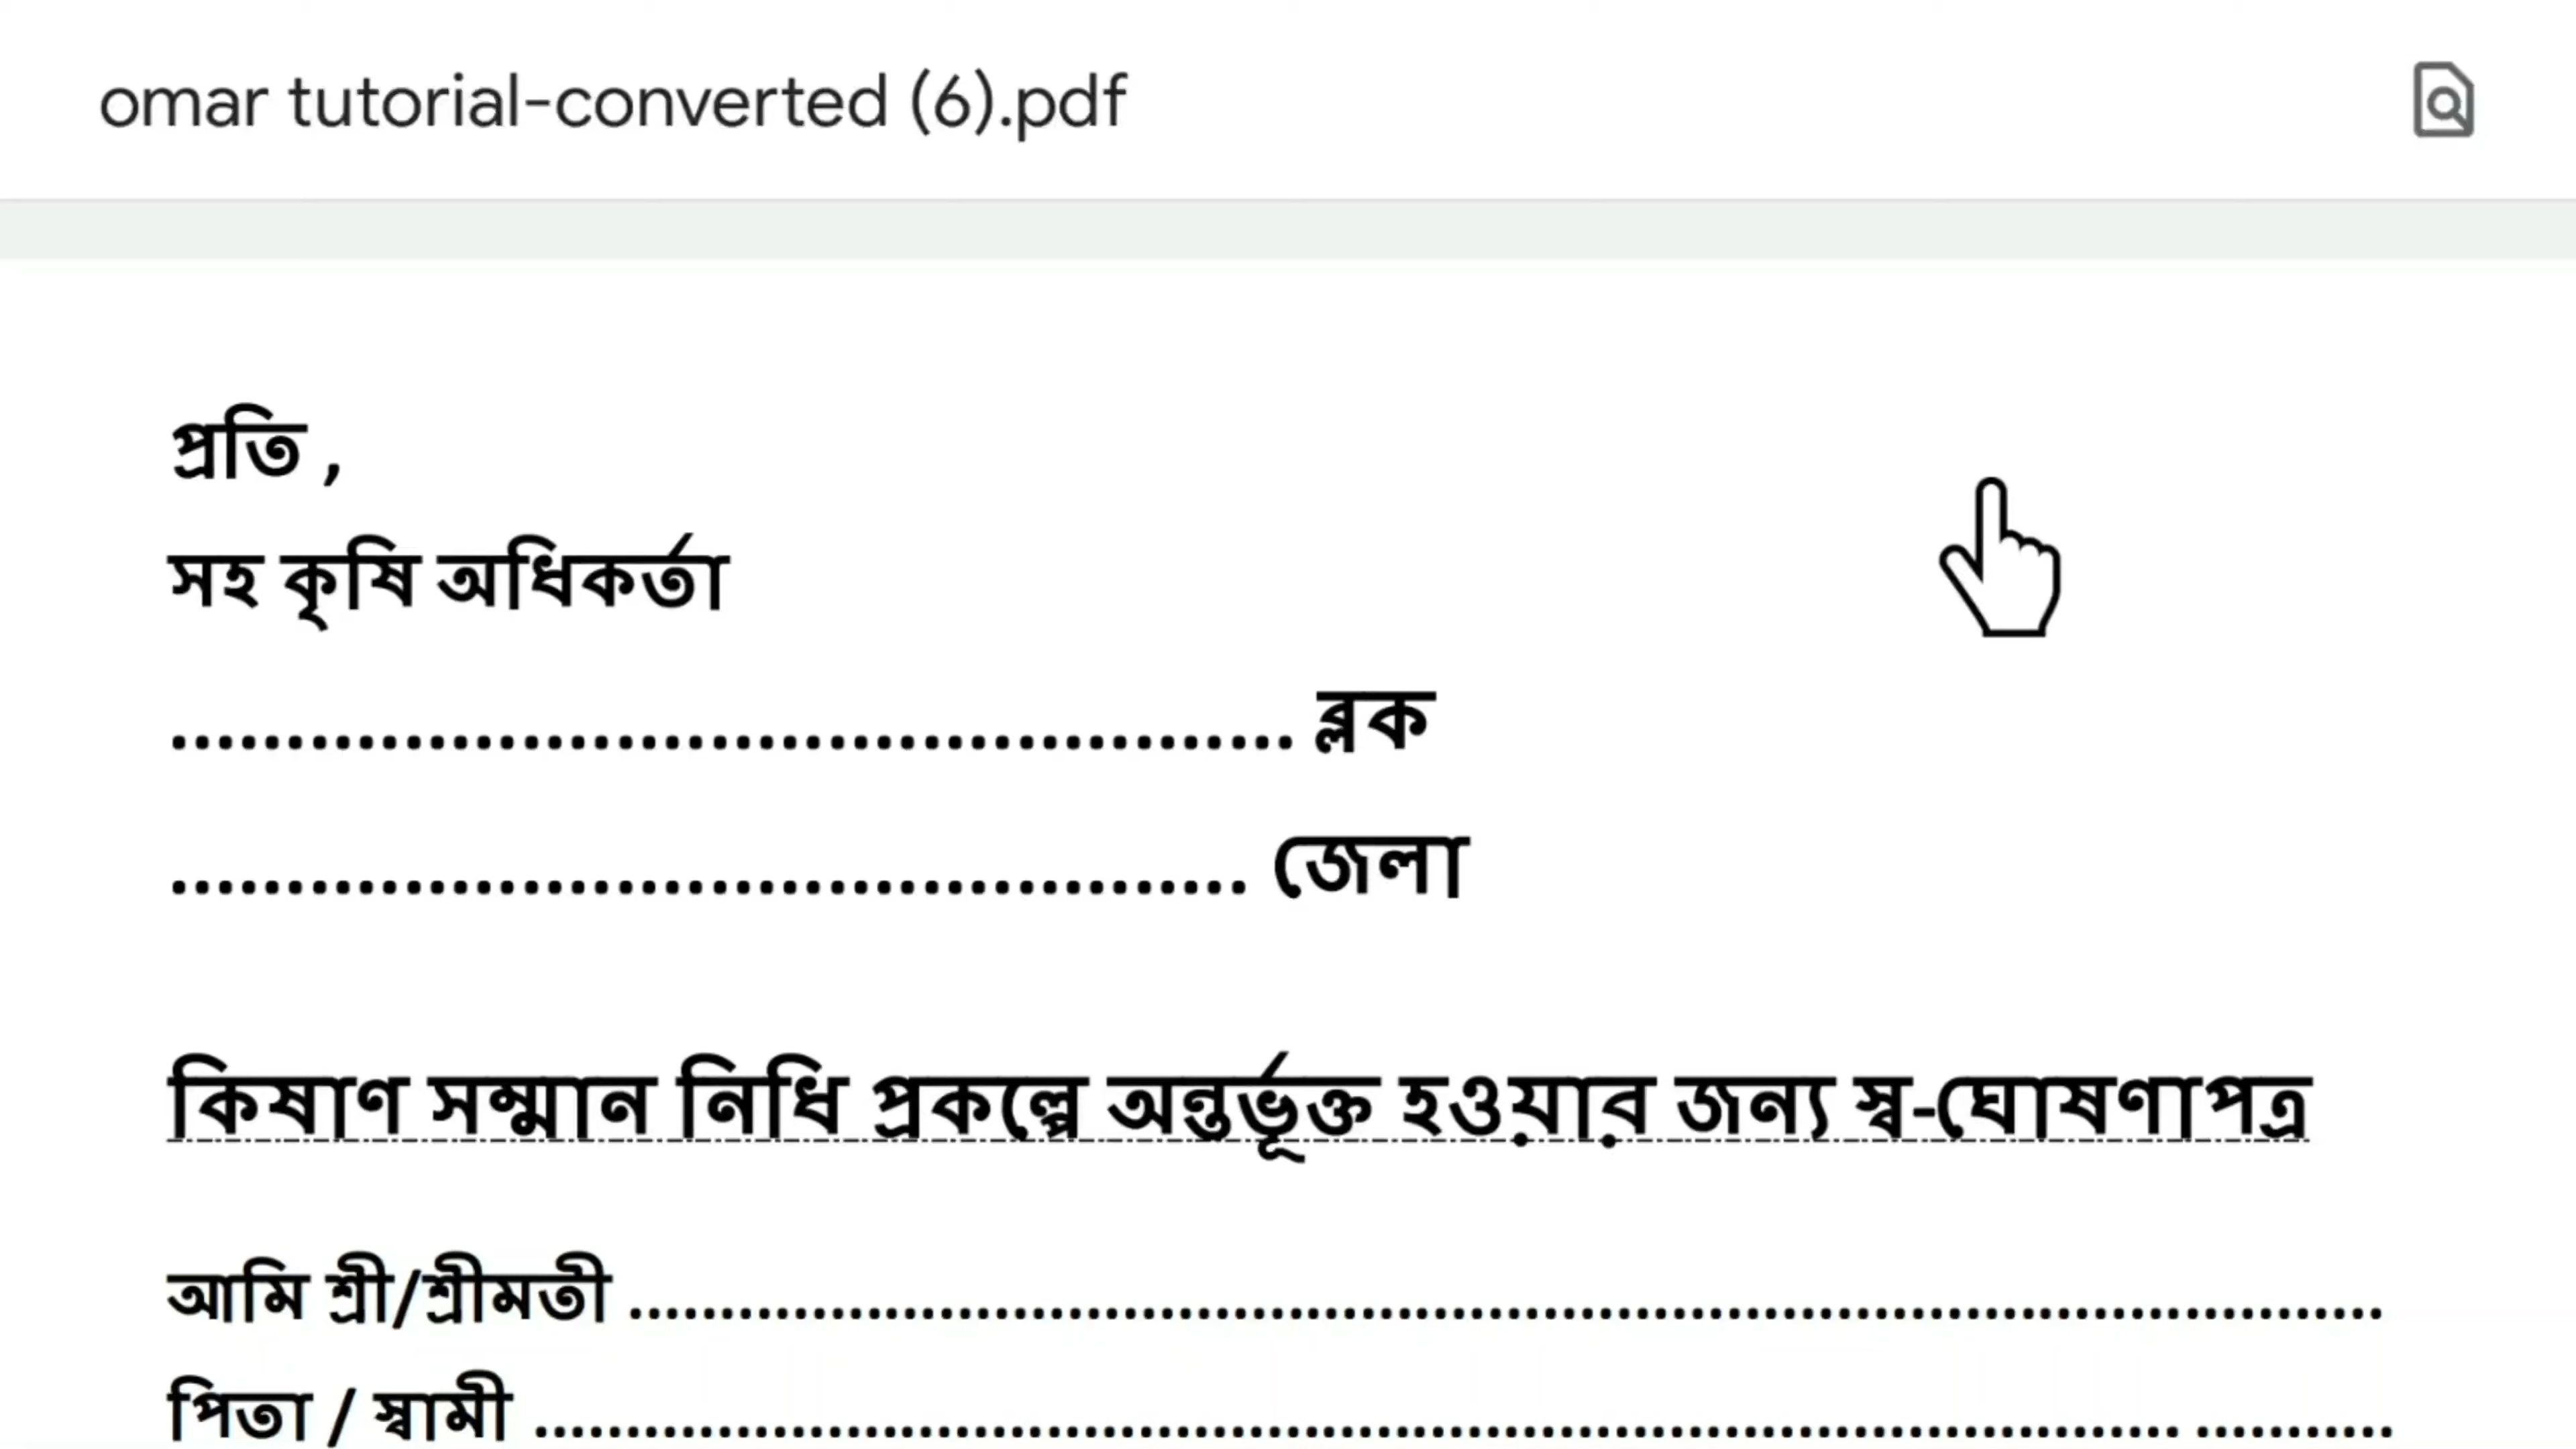 omar tutorial-converted (6).pdf
প্রতি ,
সহ কৃষি অধিকর্তা
................................................ ব্লক
.............................................. জেলা
কিষাণ সম্মান নিধি প্রকল্পে অন্তর্ভূক্ত হওয়ার জন্য স্ব-ঘোষণাপত্র
আমি শ্রী/শ্রীমতী ..............................................................................
পিতা / স্বামী ........................................................................ .........